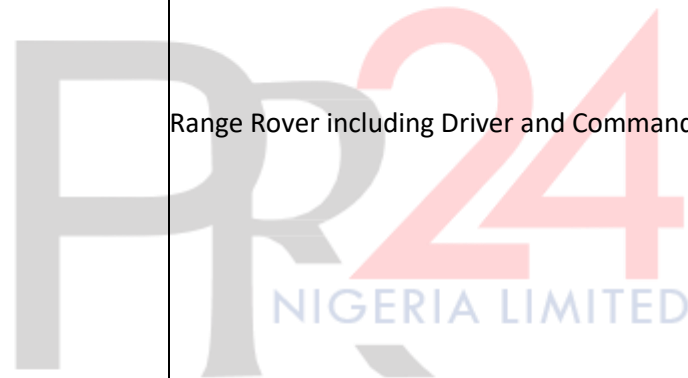 PR24
Range Rover including Driver and Command
NIGERIA LIMITED